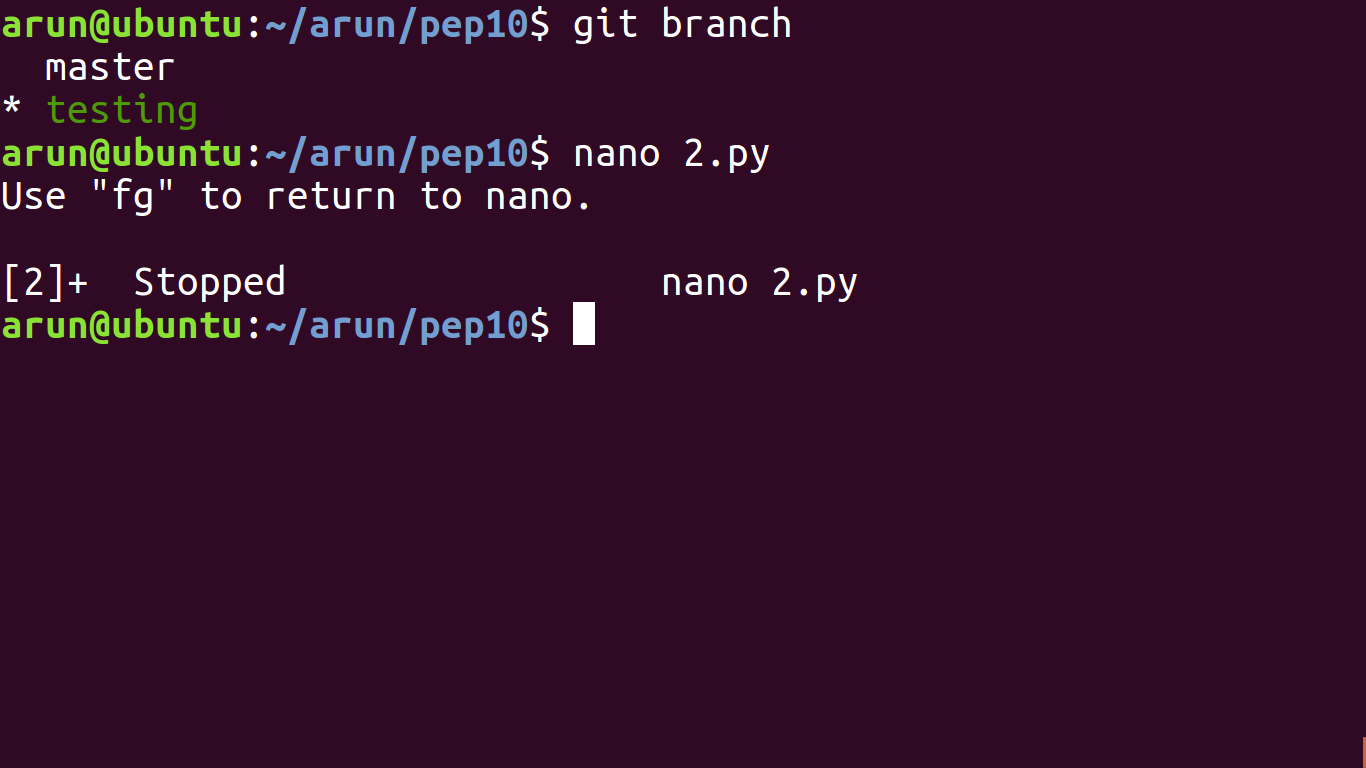 arun@ubuntu:~/arun/pep10$ git branch
  master
* testing
arun@ubuntu:~/arun/pep10$ nano 2.py
Use "fg" to return to nano.

[2]+  Stopped                 nano 2.py
arun@ubuntu:~/arun/pep10$